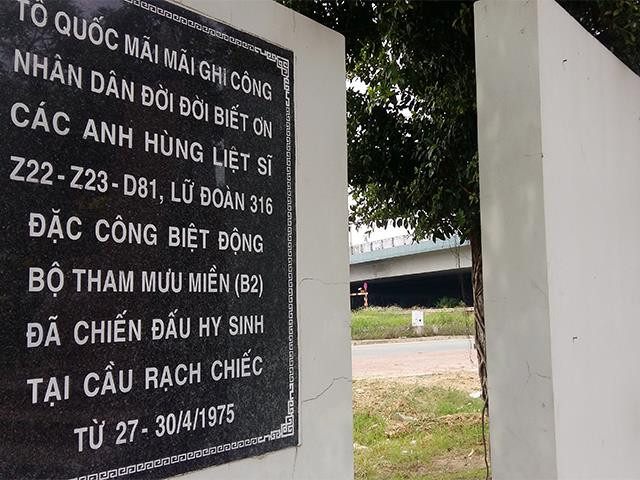 TỔ QUỐC MÃI MÃI GHI CÔNG
NHÂN DÂN ĐỜI ĐỜI BIẾT ƠN
CÁC ANH HÙNG LIỆT SĨ
Z22 - Z23 - D81, LỮ ĐOÀN 316
ĐẶC CÔNG BIỆT ĐỘNG
BỘ THAM MƯU MIỀN (B2)
ĐÃ CHIẾN ĐẤU HY SINH
TẠI CẦU RẠCH CHIẾC
TỪ 27 - 30/4/1975